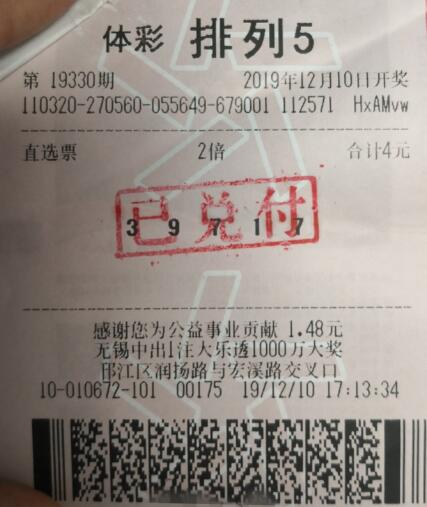 体彩 排列5
第 19330期 2019年12月10日开奖
110320-270560-055649-679001 112571 HxAMvw
直选票 2倍 合计4元
已兑付
3 9 7 1 7
感谢您为公益事业贡献 1.48元
无锡中出1注大乐透1000万大奖
邗江区润扬路与宏溪路交叉口
10-010672-101 00175 19/12/10 17:13:34